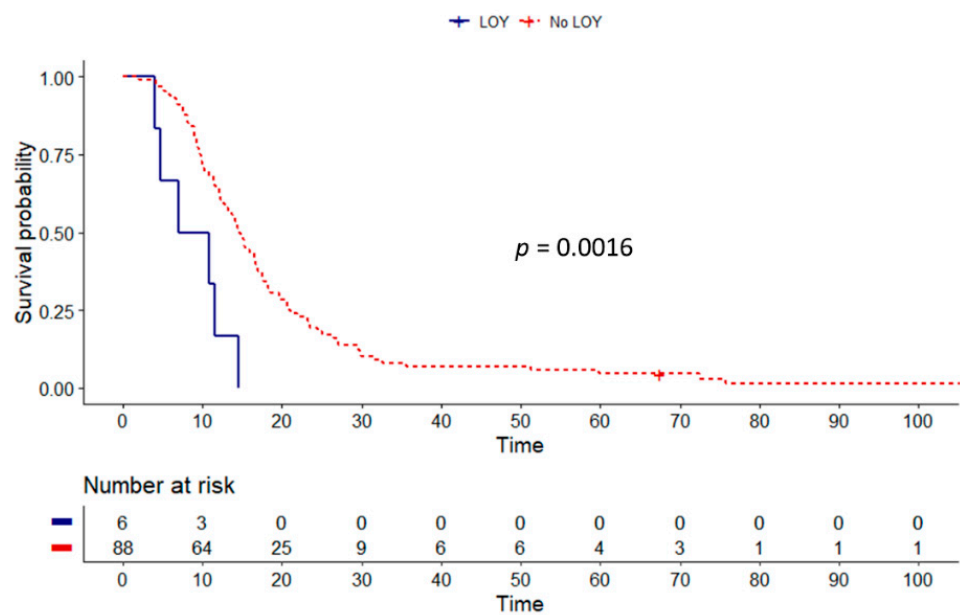 LOY No LOY
Survival probability
1.00
0.75
0.50
0.25
0.00
p = 0.0016
0 10 20 30 40 50 60 70 80 90 100
Time
Number at risk
6 3 0 0 0 0 0 0 0 0 0
88 64 25 9 6 6 4 3 1 1 1
0 10 20 30 40 50 60 70 80 90 100
Time